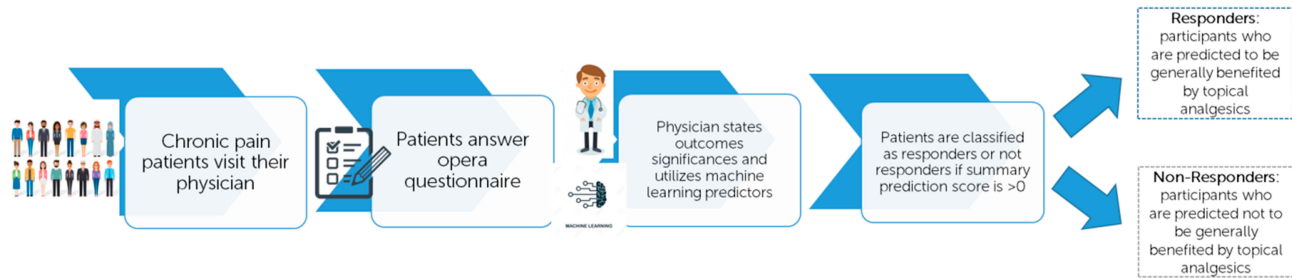 Chronic pain
patients visit their
physician
Patients answer
opera
questionnaire
MACHINE LEARNING
Physician states
outcomes
significances and
utilizes machine
learning predictors
Patients are classified
as responders or not
responders if summary
prediction score is >0
Responders:
participants who
are predicted to be
generally benefited
by topical
analgesics
Non-Responders:
participants who
are predicted not to
be generally
benefited by topical
analgesics